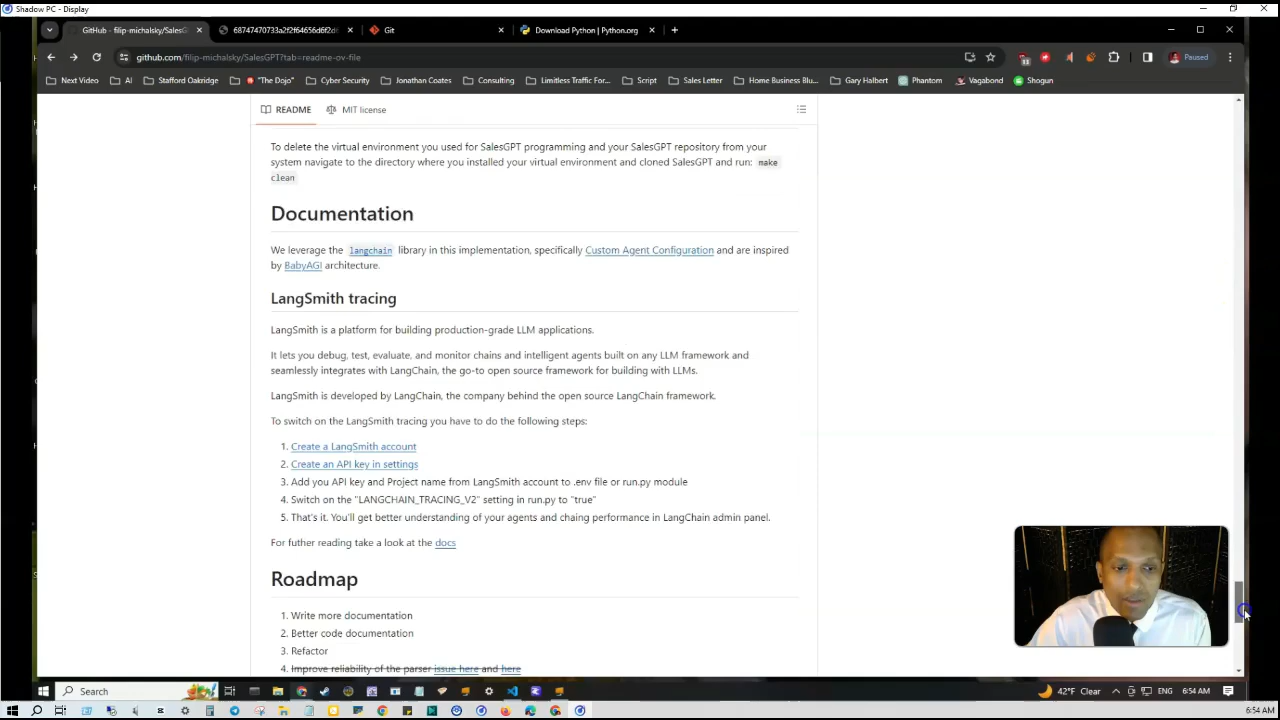 Shadow PC - Display
GitHub - filip-michalsky/SalesG
68747470733a2f2f64656d6f2d
Git
Download Python | Python.org
github.com/filip-michalsky/SalesGPT?tab=readme-ov-file
Paused
Next Video
AI
Stafford Oakridge
"The Dojo"
Cyber Security
Jonathan Coates
Consulting
Limitless Traffic For...
Script
Sales Letter
Home Business Blu...
Gary Halbert
Phantom
Vagabond
Shogun
README
MIT license
To delete the virtual environment you used for SalesGPT programming and your SalesGPT repository from your
system navigate to the directory where you installed your virtual environment and cloned SalesGPT and run: make
clean
Documentation
We leverage the langchain library in this implementation, specifically Custom Agent Configuration and are inspired
by BabyAGI architecture.
LangSmith tracing
LangSmith is a platform for building production-grade LLM applications.
It lets you debug, test, evaluate, and monitor chains and intelligent agents built on any LLM framework and
seamlessly integrates with LangChain, the go-to open source framework for building with LLMs.
LangSmith is developed by LangChain, the company behind the open source LangChain framework.
To switch on the LangSmith tracing you have to do the following steps:
1. Create a LangSmith account
2. Create an API key in settings
3. Add you API key and Project name from LangSmith account to .env file or run.py module
4. Switch on the "LANGCHAIN_TRACING_V2" setting in run.py to "true"
5. That's it. You'll get better understanding of your agents and chaing performance in LangChain admin panel.
For futher reading take a look at the docs
Roadmap
1. Write more documentation
2. Better code documentation
3. Refactor
4. Improve reliability of the parser issue here and here
Search
42°F Clear
ENG
6:54 AM
6:54 AM